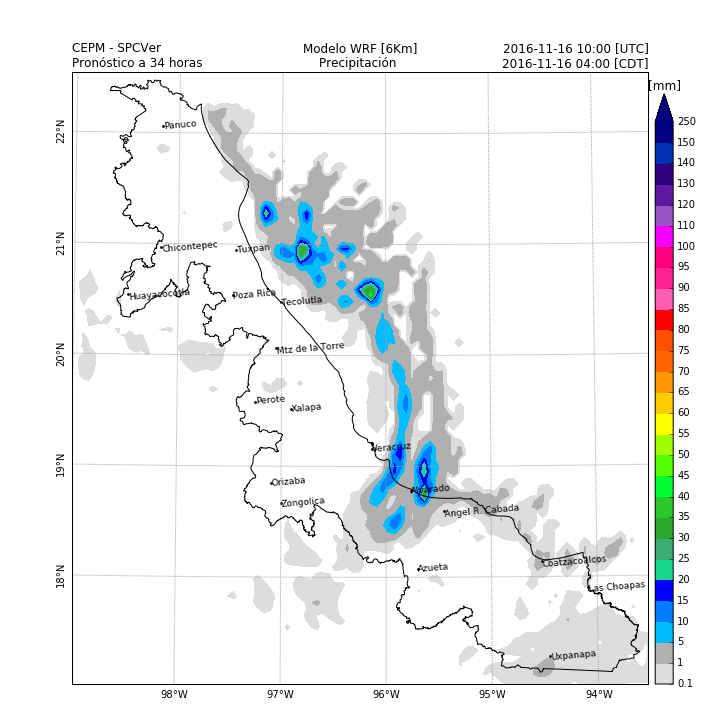 CEPM - SPCVer
Modelo WRF [6Km]
2016-11-16 10:00 [UTC]
Pronóstico a 34 horas
Precipitación
2016-11-16 04:00 [CDT]
[mm]
250
150
140
130
120
110
100
95
90
85
80
75
70
65
60
55
50
45
40
35
30
25
20
15
10
5
1
0.1
22°N
21°N
20°N
19°N
18°N
98°W
97°W
96°W
95°W
94°W
Panuco
Chicontepec
Tuxpan
Huayacocotla
Poza Rica
Tecolutla
Mtz de la Torre
Perote
Xalapa
Veracruz
Orizaba
Alvarado
Zongolica
Angel R. Cabada
Azueta
Coatzacoalcos
Las Choapas
Uxpanapa